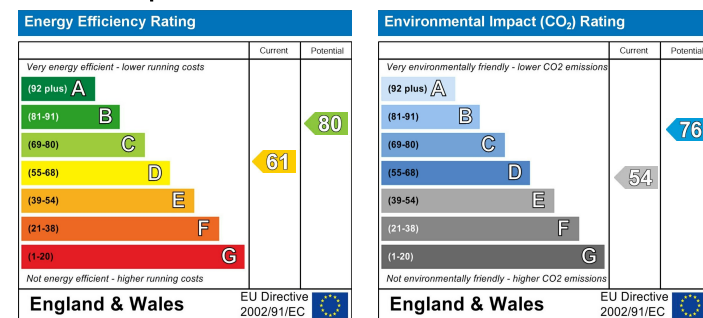 Energy Efficiency Rating
Current Potential
Very energy efficient - lower running costs
(92 plus) A
(81-91) B
80
(69-80) C
61
(55-68) D
(39-54) E
(21-38) F
(1-20) G
Not energy efficient - higher running costs
England & Wales
EU Directive
2002/91/EC
Environmental Impact (CO₂) Rating
Current Potential
Very environmentally friendly - lower CO2 emissions
(92 plus) A
(81-91) B
76
(69-80) C
(55-68) D
54
(39-54) E
(21-38) F
(1-20) G
Not environmentally friendly - higher CO2 emissions
England & Wales
EU Directive
2002/91/EC